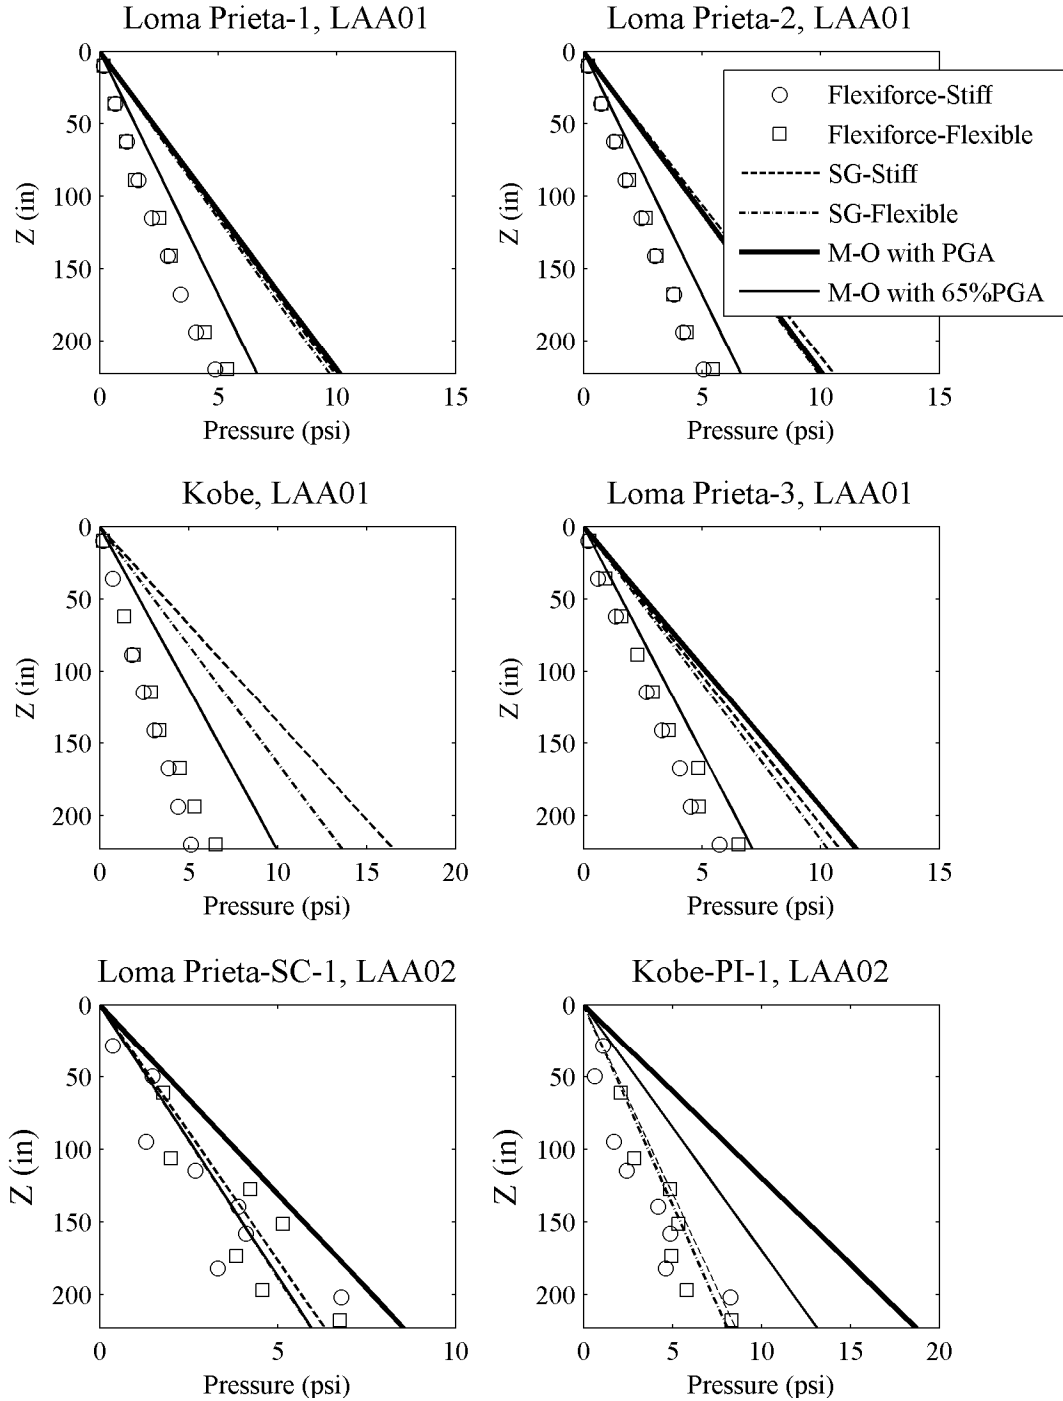 Loma Prieta-1, LAA01
0
50
100
150
200
Z (in)
0 5 10 15
Pressure (psi)
Loma Prieta-2, LAA01
0
50
100
150
200
Z (in)
0 5 10 15
Pressure (psi)
Flexiforce-Stiff
Flexiforce-Flexible
SG-Stiff
SG-Flexible
M-O with PGA
M-O with 65%PGA
Kobe, LAA01
0
50
100
150
200
Z (in)
0 5 10 15 20
Pressure (psi)
Loma Prieta-3, LAA01
0
50
100
150
200
Z (in)
0 5 10 15
Pressure (psi)
Loma Prieta-SC-1, LAA02
0
50
100
150
200
Z (in)
0 5 10
Pressure (psi)
Kobe-PI-1, LAA02
0
50
100
150
200
Z (in)
0 5 10 15 20
Pressure (psi)